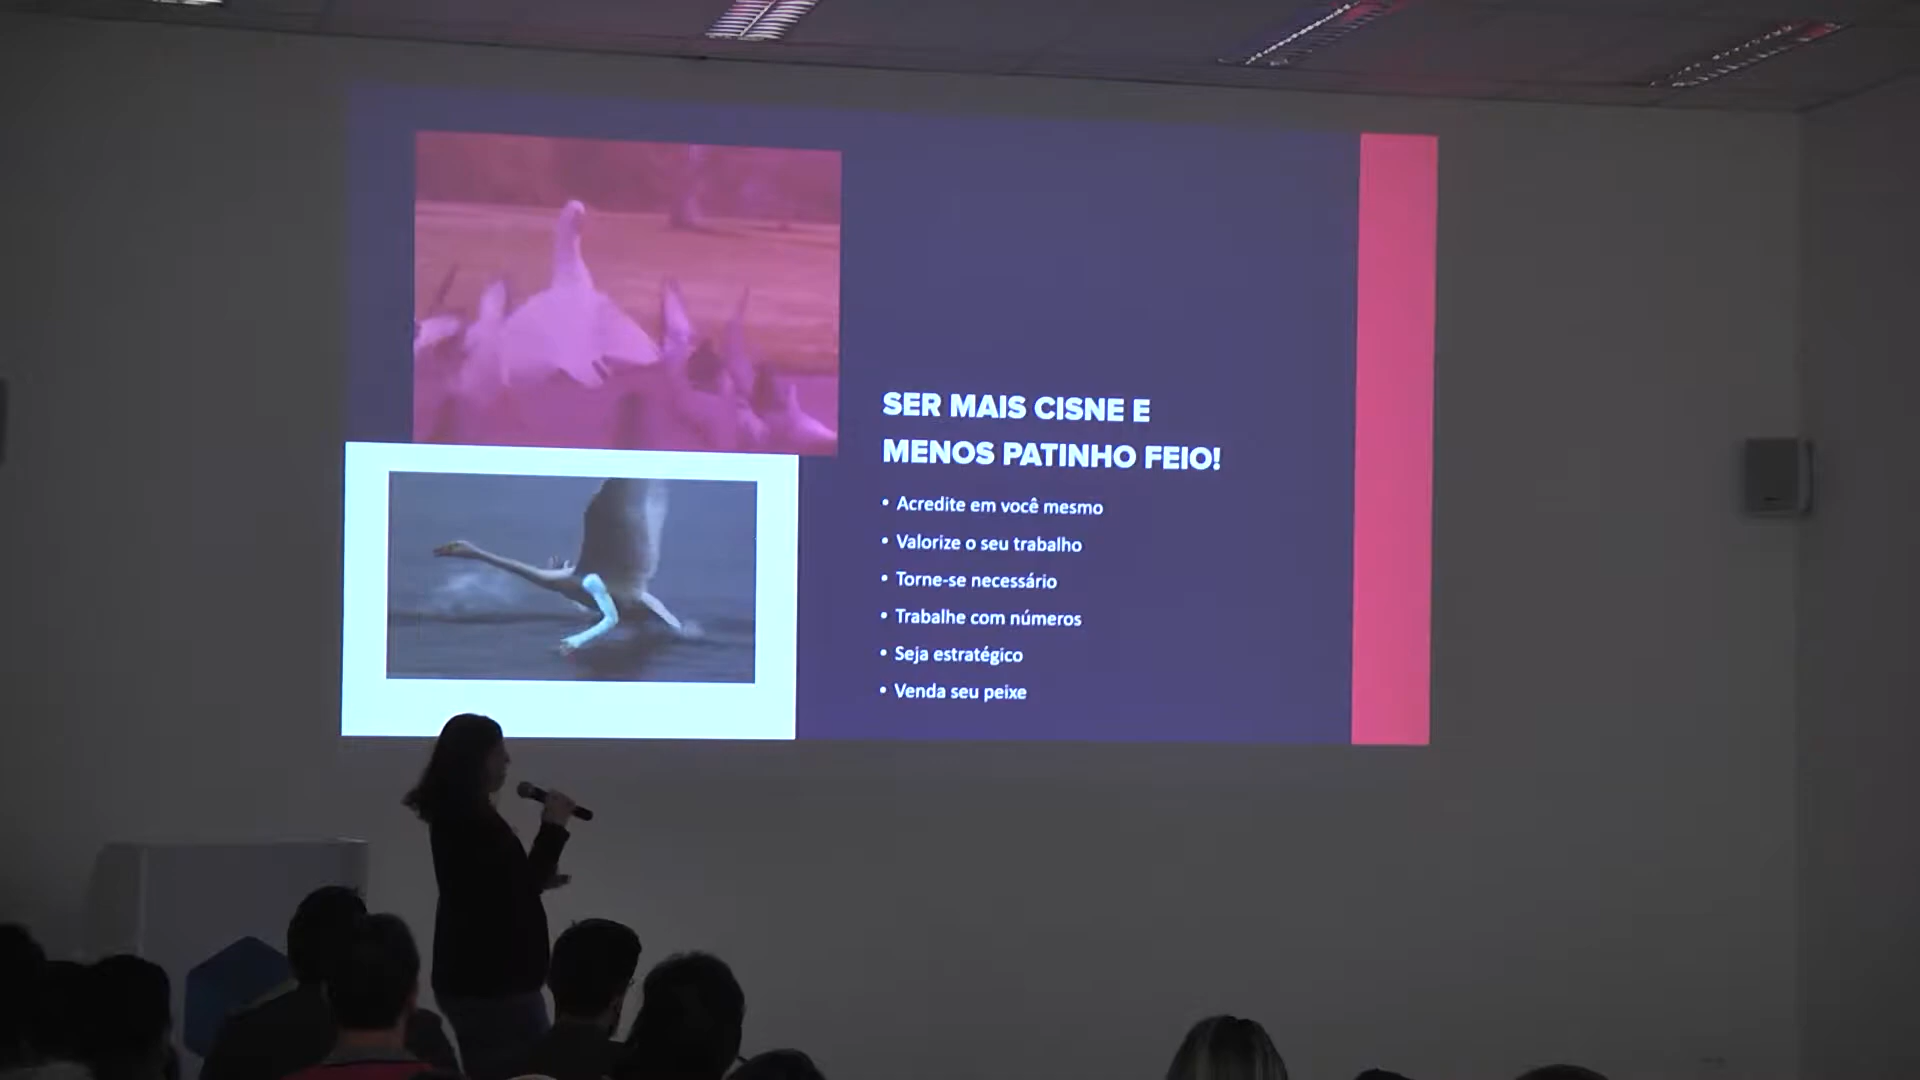 SER MAIS CISNE E
MENOS PATINHO FEIO!
• Acredite em você mesmo
• Valorize o seu trabalho
• Torne-se necessário
• Trabalhe com números
• Seja estratégico
• Venda seu peixe